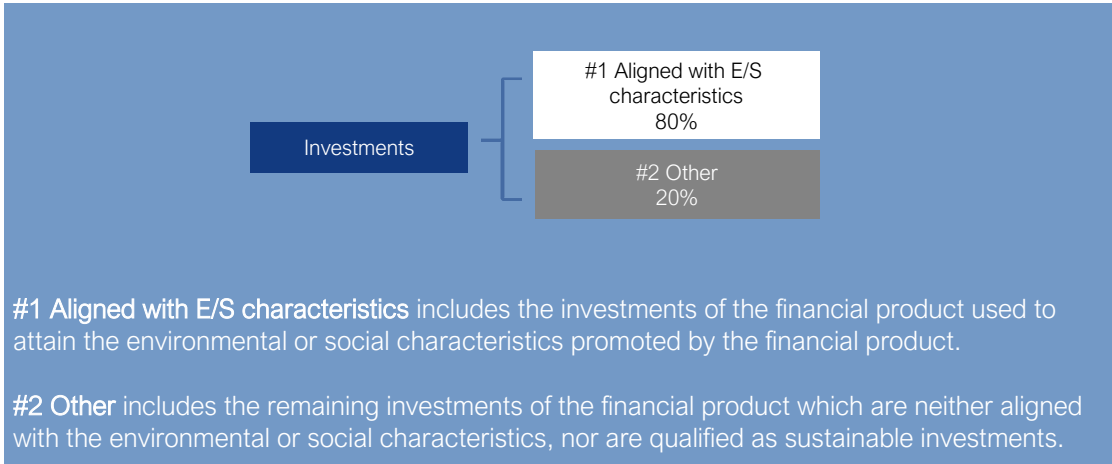 #1 Aligned with E/S
characteristics
80%
Investments
#2 Other
20%
#1 Aligned with E/S characteristics includes the investments of the financial product used to
attain the environmental or social characteristics promoted by the financial product.
#2 Other includes the remaining investments of the financial product which are neither aligned
with the environmental or social characteristics, nor are qualified as sustainable investments.